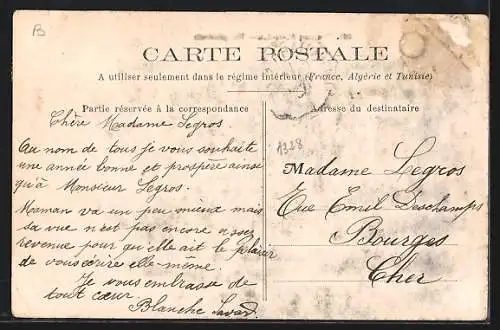 B
CARTE POSTALE
A utiliser seulement dans le régime intérieur (France, Algérie et Tunisie)
Partie réservée à la correspondance
Chère Madame Legros.
Au nom de tous je vous souhaite
une année bonne et prospère ainsi
qu'à Monsieur Legros.
Maman va un peu mieux mais
sa vue n'est pas encore assez
revenue pour qu'elle ait le plaisir
de vous écrire elle-même.
Je vous embrasse de
tout cœur.
Blanche
Adresse du destinataire
1328
Madame Legros
Rue Emil Deschamps
Bourges
Cher